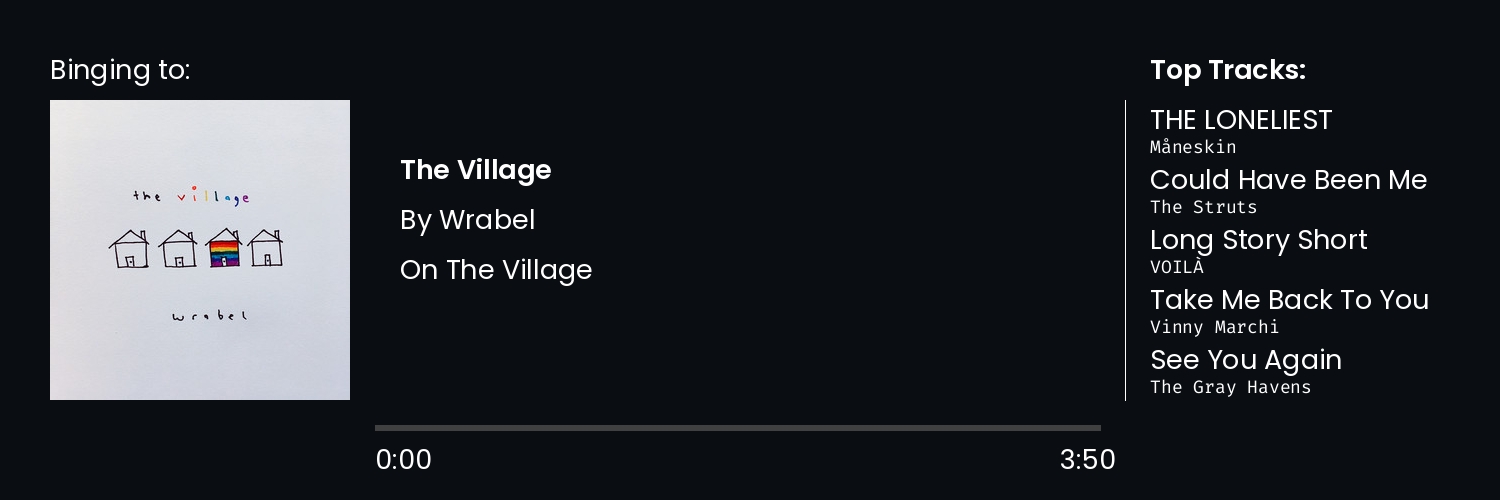 Binging to:
the village
wrabel
The Village
By Wrabel
On The Village
0:00
3:50
Top Tracks:
THE LONELIEST
Måneskin
Could Have Been Me
The Struts
Long Story Short
VOILÀ
Take Me Back To You
Vinny Marchi
See You Again
The Gray Havens